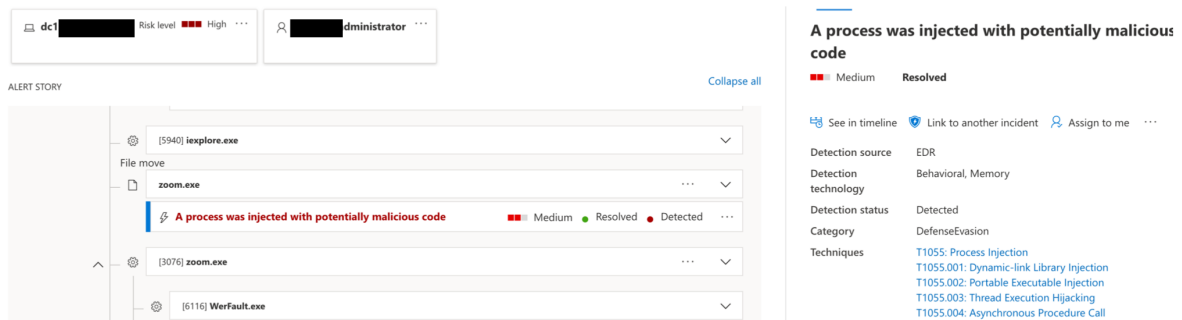 dc1 Risk level High ...
dministrator ...
ALERT STORY
Collapse all
[5940] iexplore.exe
File move
zoom.exe ...
A process was injected with potentially malicious code Medium Resolved Detected ...
[3076] zoom.exe ...
[6116] WerFault.exe
A process was injected with potentially malicious
code
Medium Resolved
See in timeline Link to another incident Assign to me ...
Detection source EDR
Detection technology Behavioral, Memory
Detection status Detected
Category DefenseEvasion
Techniques T1055: Process Injection
T1055.001: Dynamic-link Library Injection
T1055.002: Portable Executable Injection
T1055.003: Thread Execution Hijacking
T1055.004: Asynchronous Procedure Call